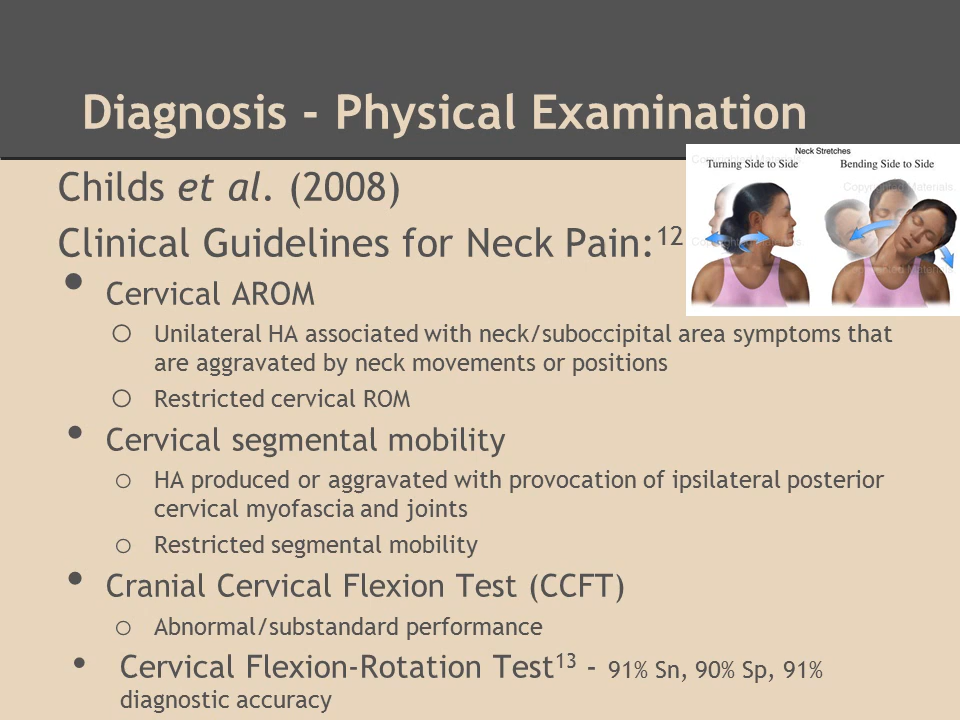 Diagnosis - Physical Examination
Neck Stretches
Turning Side to Side
Bending Side to Side
Childs et al. (2008)
Clinical Guidelines for Neck Pain:¹²
• Cervical AROM
o Unilateral HA associated with neck/suboccipital area symptoms that
are aggravated by neck movements or positions
o Restricted cervical ROM
• Cervical segmental mobility
o HA produced or aggravated with provocation of ipsilateral posterior
cervical myofascia and joints
o Restricted segmental mobility
• Cranial Cervical Flexion Test (CCFT)
o Abnormal/substandard performance
• Cervical Flexion-Rotation Test¹³ - 91% Sn, 90% Sp, 91%
diagnostic accuracy